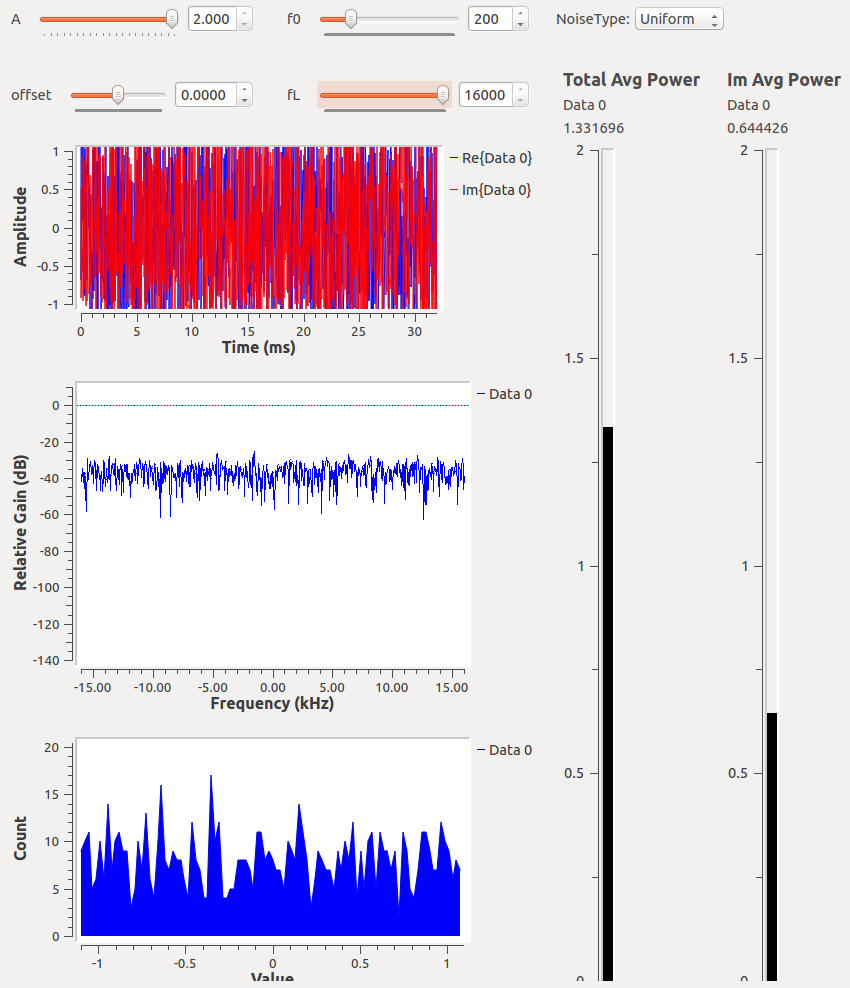 A 2.000 f0 200 NoiseType: Uniform
offset 0.0000 fL 16000
Total Avg Power
Data 0
1.331696
2
1.5
1
0.5
0
Im Avg Power
Data 0
0.644426
2
1.5
1
0.5
0
Amplitude
1
0.5
0
-0.5
-1
0 5 10 15 20 25 30
Time (ms)
Re{Data 0}
Im{Data 0}
Relative Gain (dB)
0
-20
-40
-60
-80
-100
-120
-140
-15.00 -10.00 -5.00 0.00 5.00 10.00 15.00
Frequency (kHz)
Data 0
Count
20
15
10
5
0
-1 -0.5 0 0.5 1
Value
Data 0